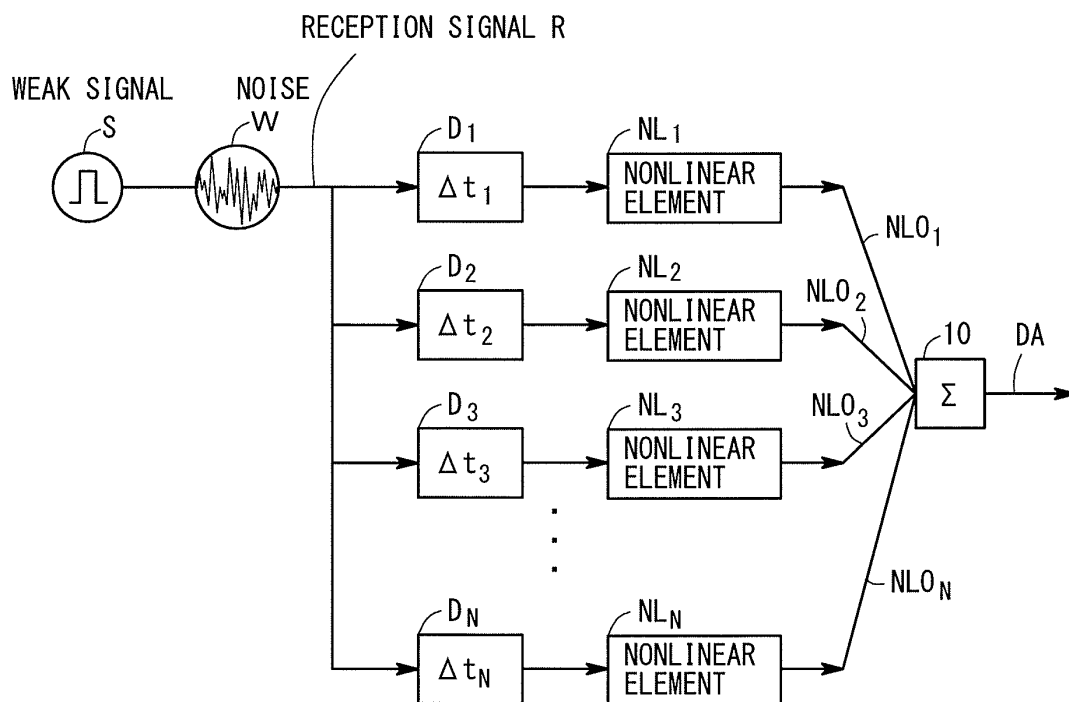 RECEPTION SIGNAL R
WEAK SIGNAL
S
NOISE
W
D1
Δt1
NL1
NONLINEAR
ELEMENT
NLO1
D2
Δt2
NL2
NONLINEAR
ELEMENT
NLO2
10
Σ
DA
D3
Δt3
NL3
NONLINEAR
ELEMENT
NLO3
DN
ΔtN
NLN
NONLINEAR
ELEMENT
NLON